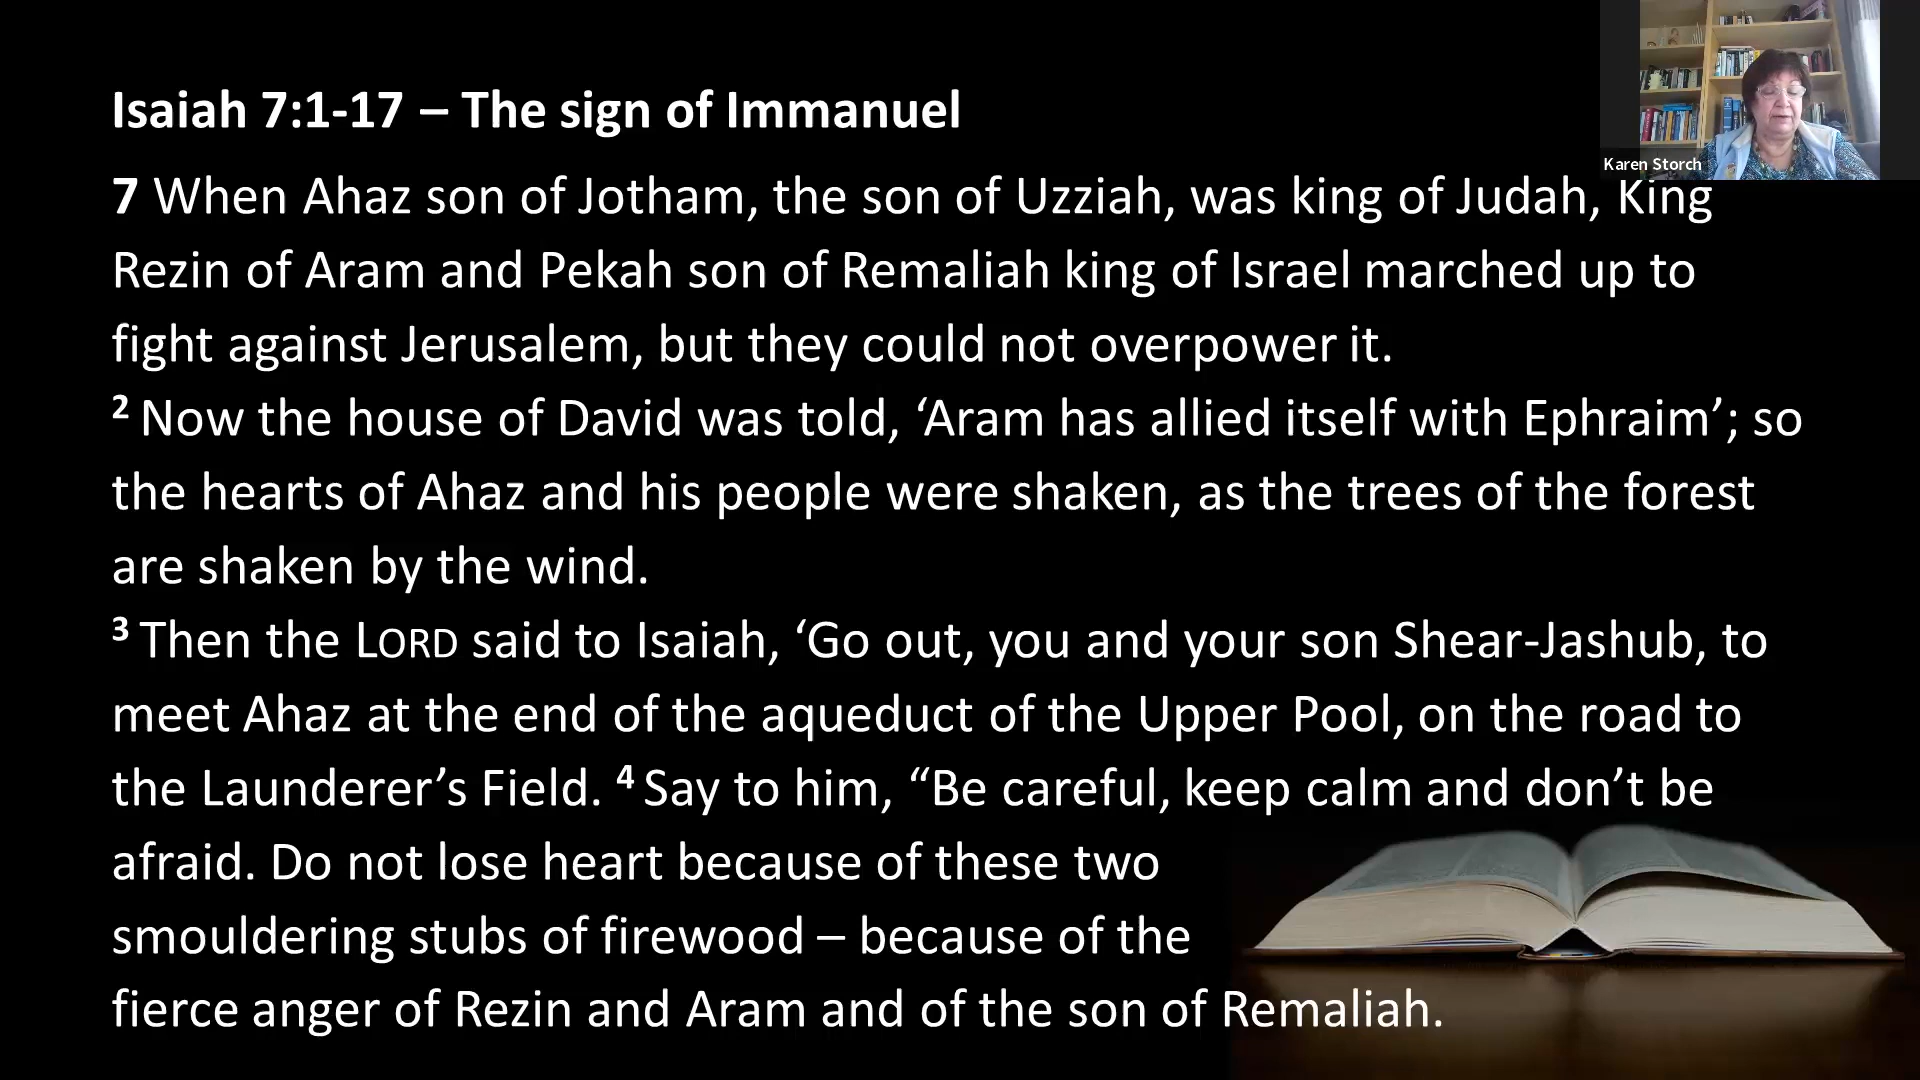 Isaiah 7:1-17 – The sign of Immanuel
Karen Storch
7 When Ahaz son of Jotham, the son of Uzziah, was king of Judah, King
Rezin of Aram and Pekah son of Remaliah king of Israel marched up to
fight against Jerusalem, but they could not overpower it.
2 Now the house of David was told, ‘Aram has allied itself with Ephraim’; so
the hearts of Ahaz and his people were shaken, as the trees of the forest
are shaken by the wind.
3 Then the LORD said to Isaiah, ‘Go out, you and your son Shear-Jashub, to
meet Ahaz at the end of the aqueduct of the Upper Pool, on the road to
the Launderer’s Field. 4 Say to him, “Be careful, keep calm and don’t be
afraid. Do not lose heart because of these two
smouldering stubs of firewood – because of the
fierce anger of Rezin and Aram and of the son of Remaliah.